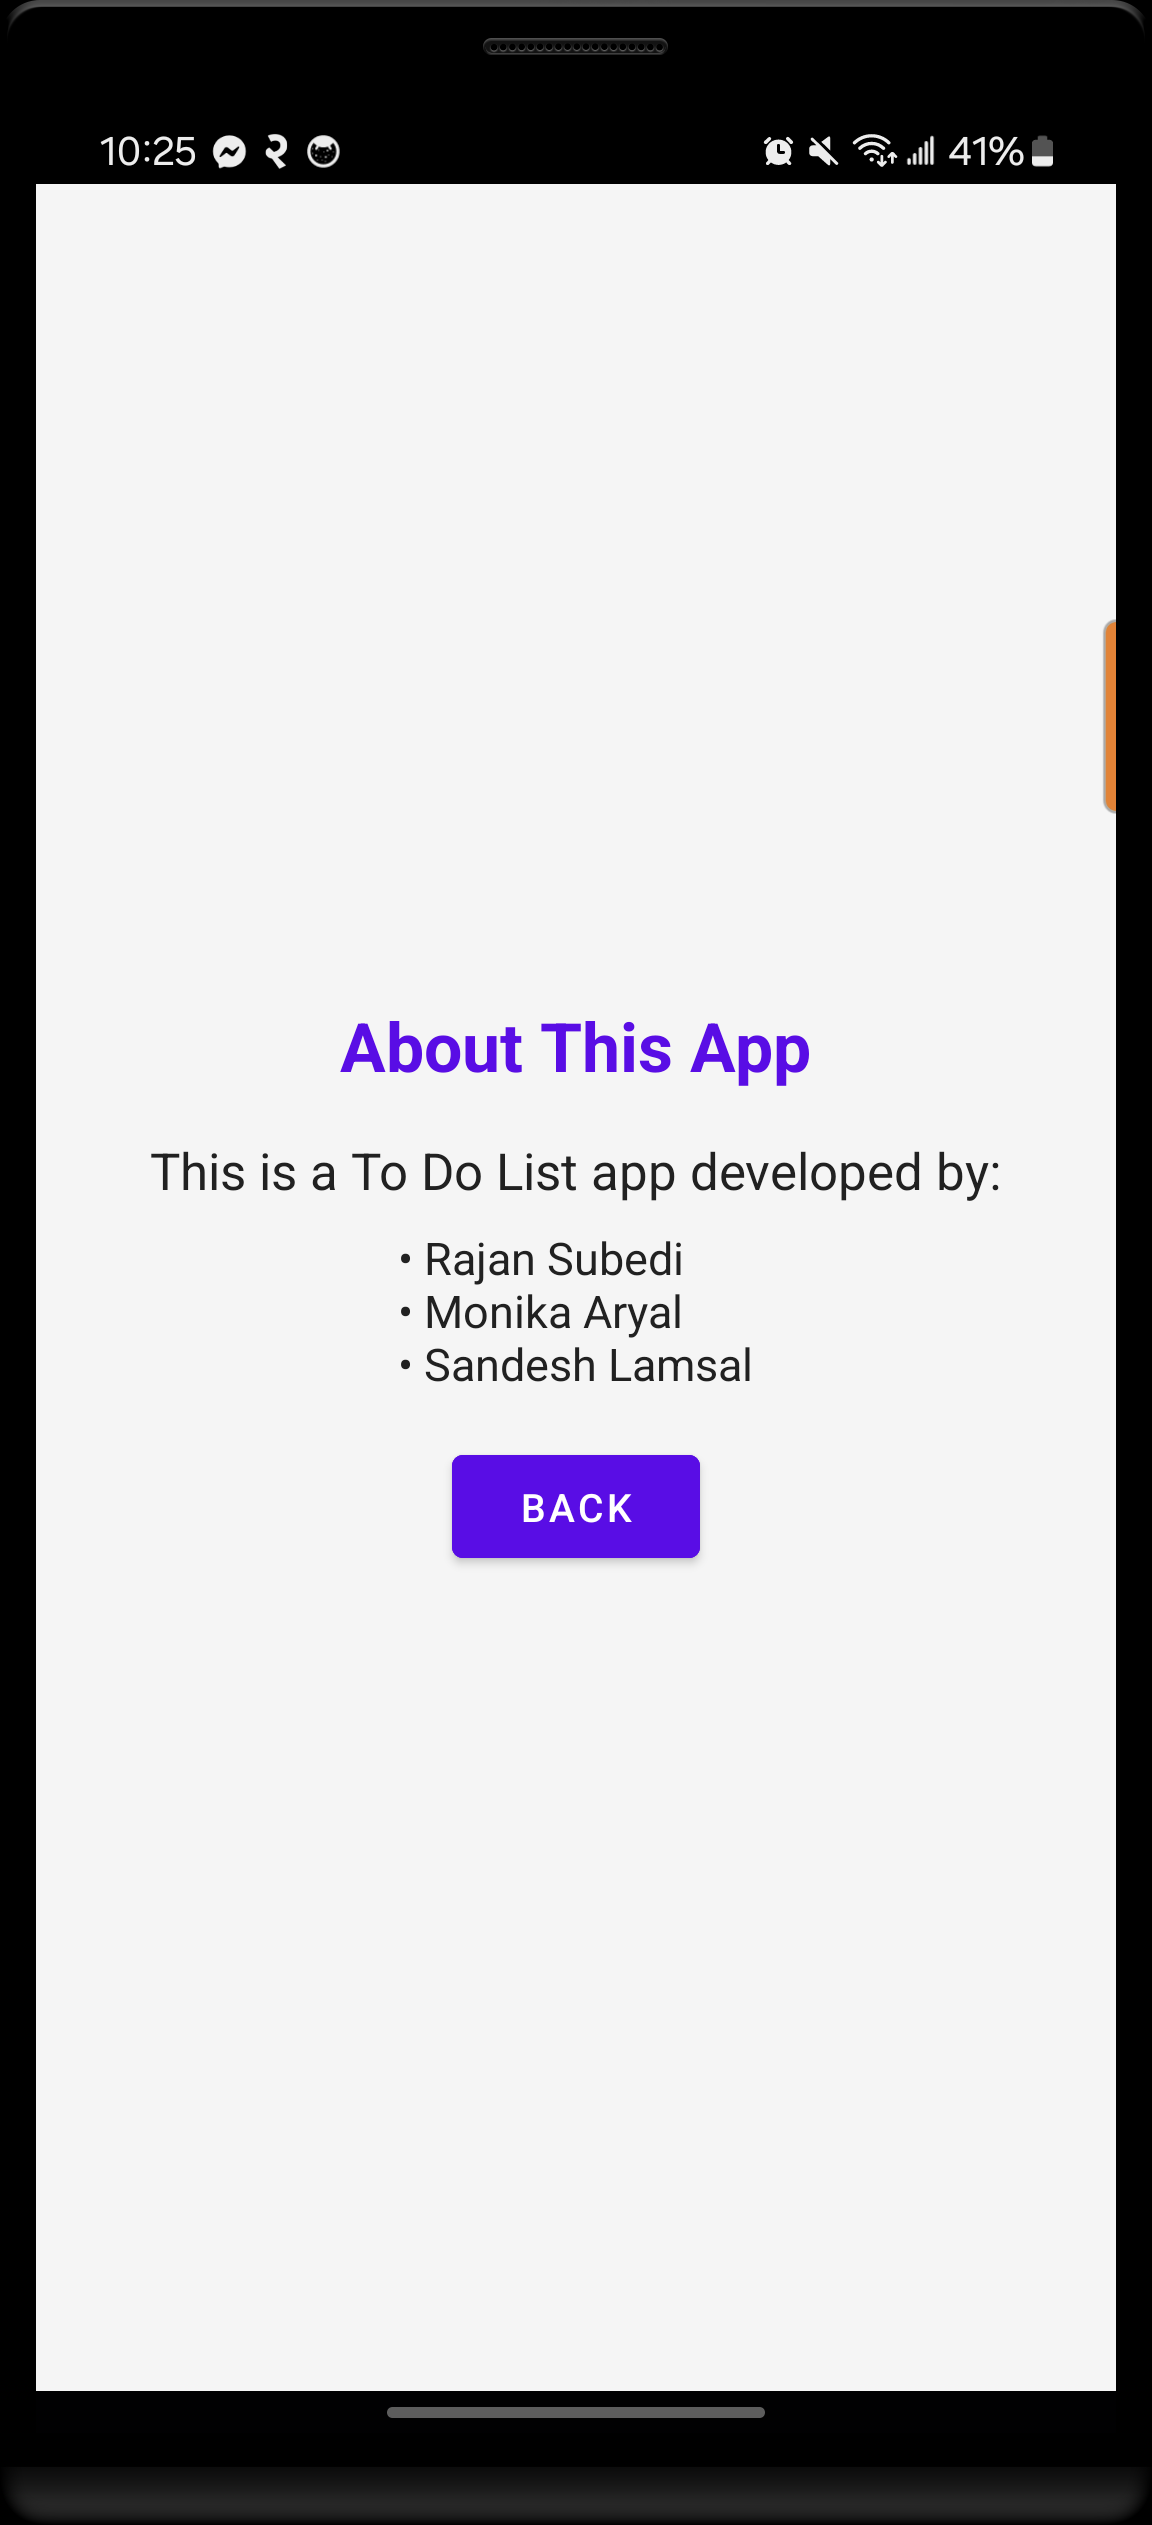 10:25 41%
About This App
This is a To Do List app developed by:
• Rajan Subedi
• Monika Aryal
• Sandesh Lamsal
BACK